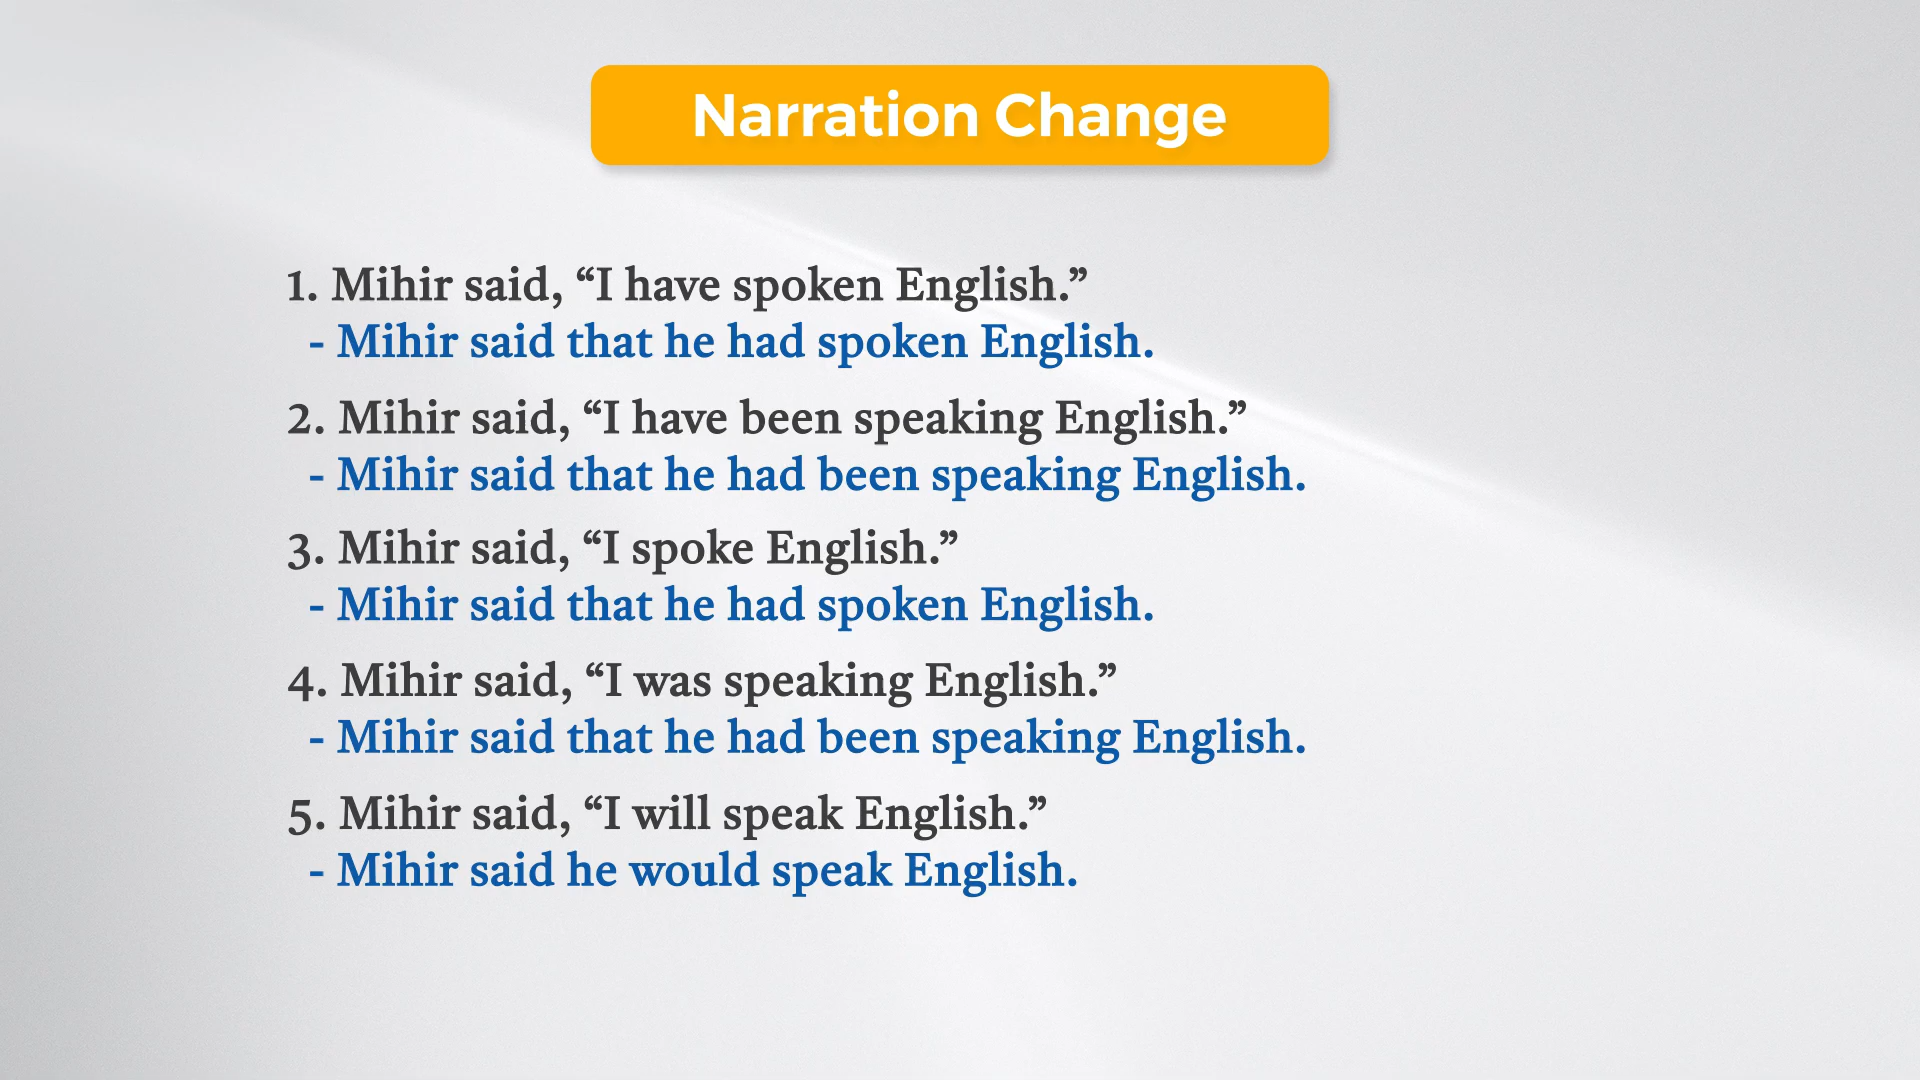 Narration Change
1. Mihir said, “I have spoken English.”
- Mihir said that he had spoken English.
2. Mihir said, “I have been speaking English.”
- Mihir said that he had been speaking English.
3. Mihir said, “I spoke English.”
- Mihir said that he had spoken English.
4. Mihir said, “I was speaking English.”
- Mihir said that he had been speaking English.
5. Mihir said, “I will speak English.”
- Mihir said he would speak English.